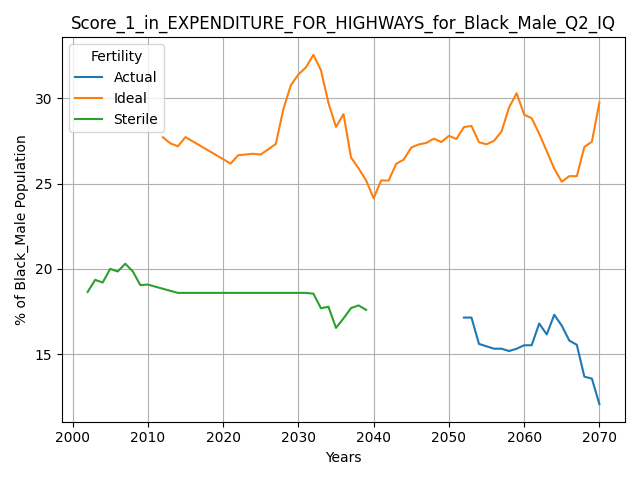 Score_1_in_EXPENDITURE_FOR_HIGHWAYS_for_Black_Male_Q2_IQ
Fertility
Actual
Ideal
Sterile
% of Black_Male Population
30
25
20
15
2000 2010 2020 2030 2040 2050 2060 2070
Years